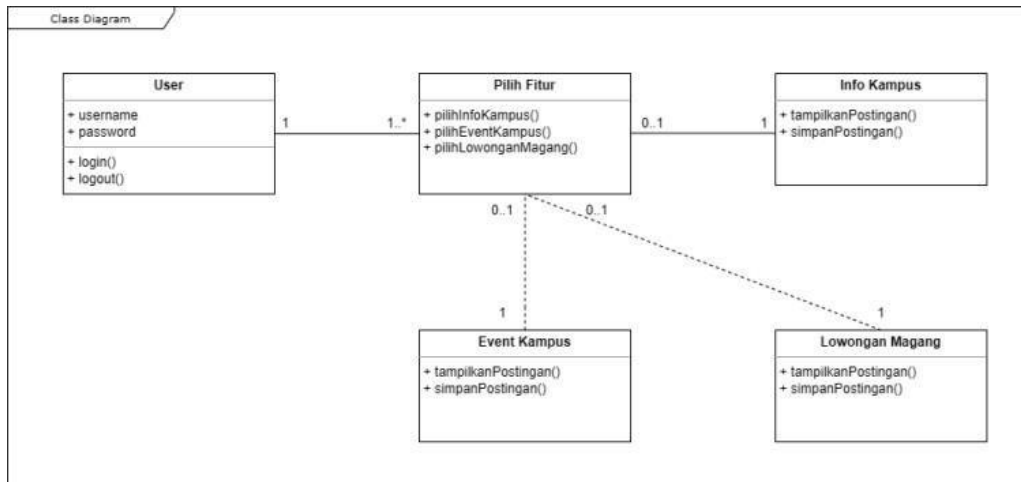 Class Diagram
User
+ username
+ password
+ login()
+ logout()
1
1..*
Pilih Fitur
+ pilihInfoKampus()
+ pilihEventKampus()
+ pilihLowonganMagang()
0..1
1
Info Kampus
+ tampilkanPostingan()
+ simpanPostingan()
0..1
0..1
1
1
Event Kampus
+ tampilkanPostingan()
+ simpanPostingan()
Lowongan Magang
+ tampilkanPostingan()
+ simpanPostingan()